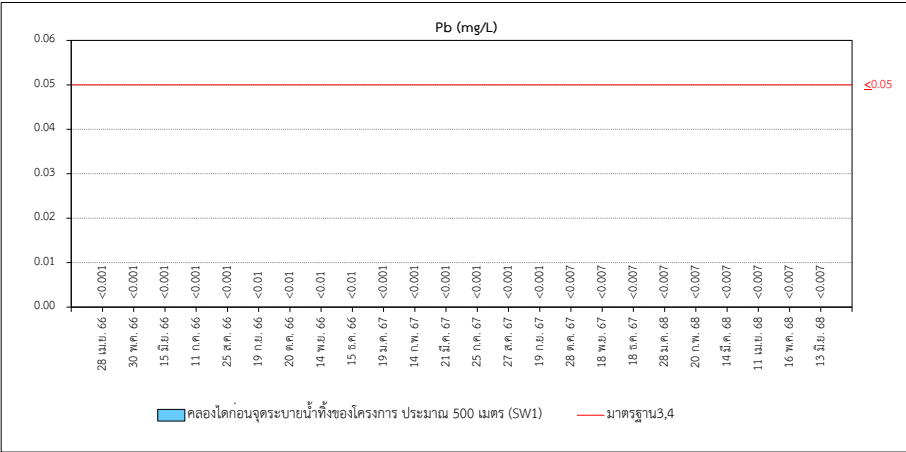 Pb (mg/L)
0.06
0.05
0.04
0.03
0.02
0.01
0.00
≤0.05
<0.001
<0.001
<0.001
<0.001
<0.001
<0.01
<0.01
<0.01
<0.01
<0.001
<0.001
<0.001
<0.001
<0.001
<0.001
<0.007
<0.007
<0.007
<0.007
<0.007
<0.007
<0.007
<0.007
<0.007
28 เม.ย. 66
30 พ.ค. 66
15 มิ.ย. 66
11 ก.ค. 66
25 ส.ค. 66
19 ก.ย. 66
20 ต.ค. 66
14 พ.ย. 66
15 ธ.ค. 66
19 ม.ค. 67
14 ก.พ. 67
21 มี.ค. 67
25 ก.ค. 67
27 ส.ค. 67
19 ก.ย. 67
28 ต.ค. 67
18 พ.ย. 67
18 ธ.ค. 67
28 ม.ค. 68
20 ก.พ. 68
14 มี.ค. 68
11 เม.ย. 68
16 พ.ค. 68
13 มิ.ย. 68
คลองไดก่อนจุดระบายน้ำทิ้งของโครงการ ประมาณ 500 เมตร (SW1)
มาตรฐาน3,4